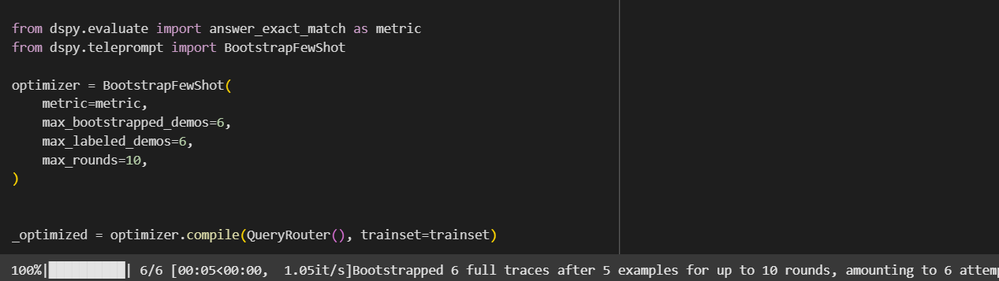 from dspy.evaluate import answer_exact_match as metric
from dspy.teleprompt import BootstrapFewShot
optimizer = BootstrapFewShot(
    metric=metric,
    max_bootstrapped_demos=6,
    max_labeled_demos=6,
    max_rounds=10,
)
_optimized = optimizer.compile(QueryRouter(), trainset=trainset)
100%|██████████| 6/6 [00:05<00:00,  1.05it/s]Bootstrapped 6 full traces after 5 examples for up to 10 rounds, amounting to 6 attemp